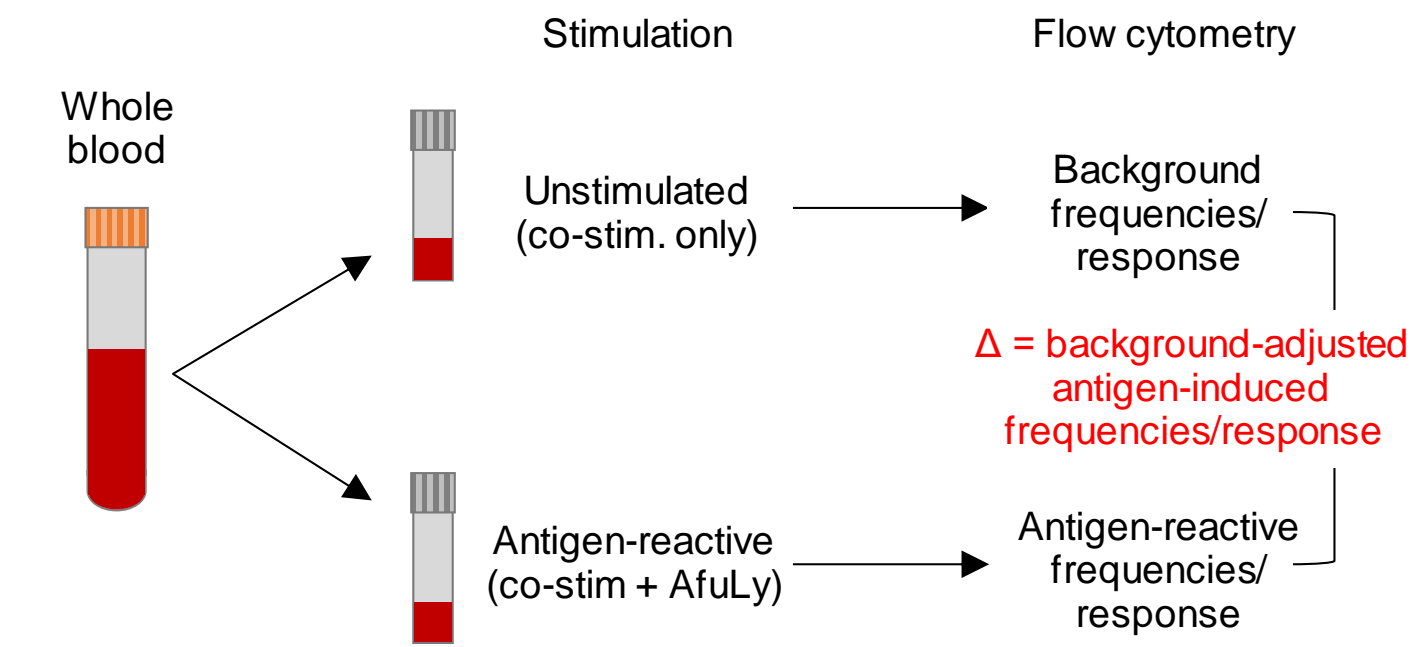 Stimulation
Flow cytometry
Whole
blood
Unstimulated
(co-stim. only)
Background
frequencies/
response
Δ = background-adjusted
antigen-induced
frequencies/response
Antigen-reactive
(co-stim + AfuLy)
Antigen-reactive
frequencies/
response